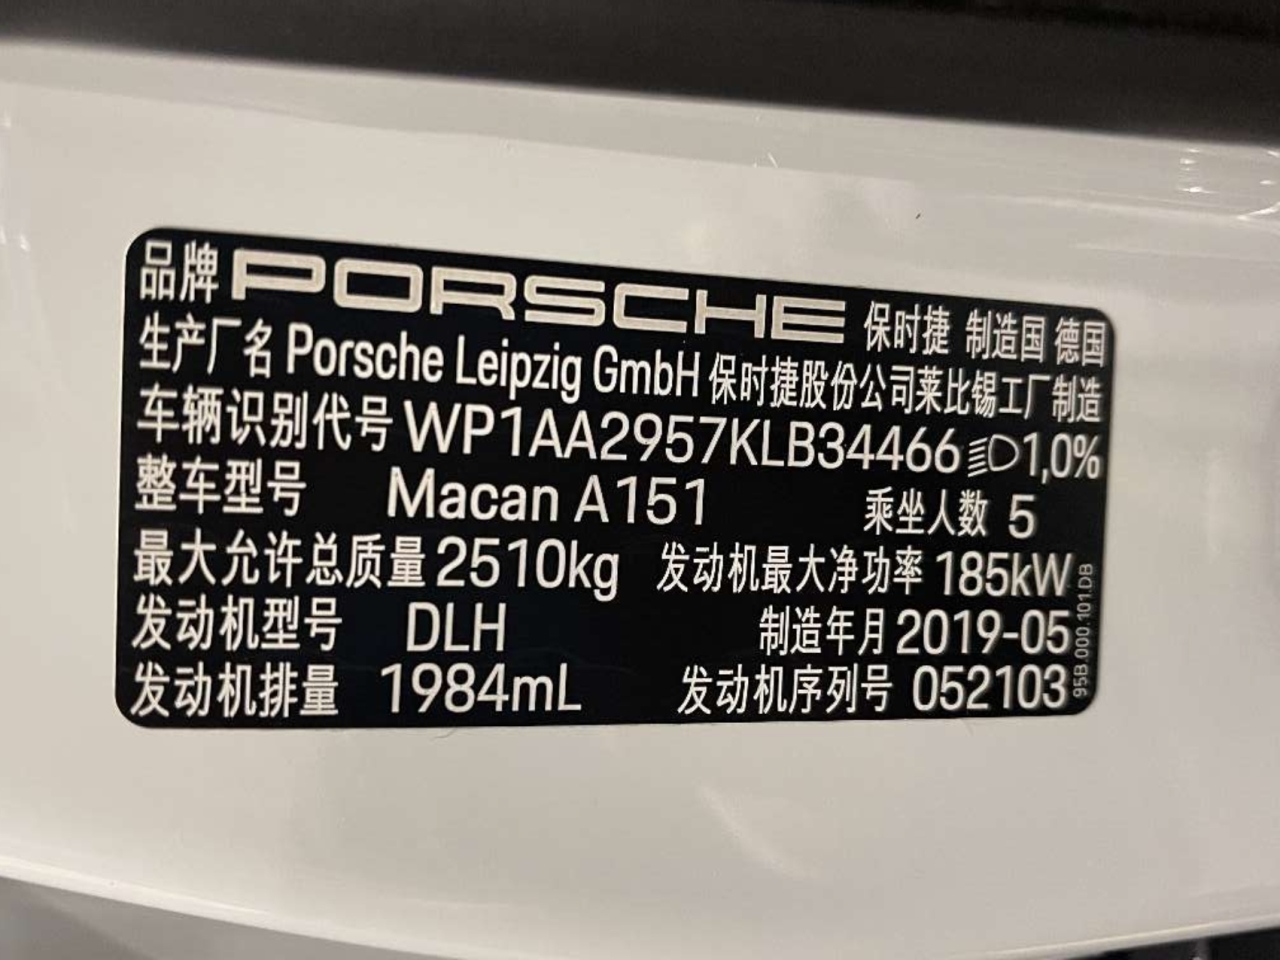 品牌 PORSCHE 保时捷 制造国 德国
生产厂名 Porsche Leipzig GmbH 保时捷股份公司莱比锡工厂制造
车辆识别代号 WP1AA2957KLB34466 1,0%
整车型号 Macan A151 乘坐人数 5
最大允许总质量 2510kg 发动机最大净功率 185kW
发动机型号 DLH 制造年月 2019-05
发动机排量 1984mL 发动机序列号 052103
95B.000.101.DB